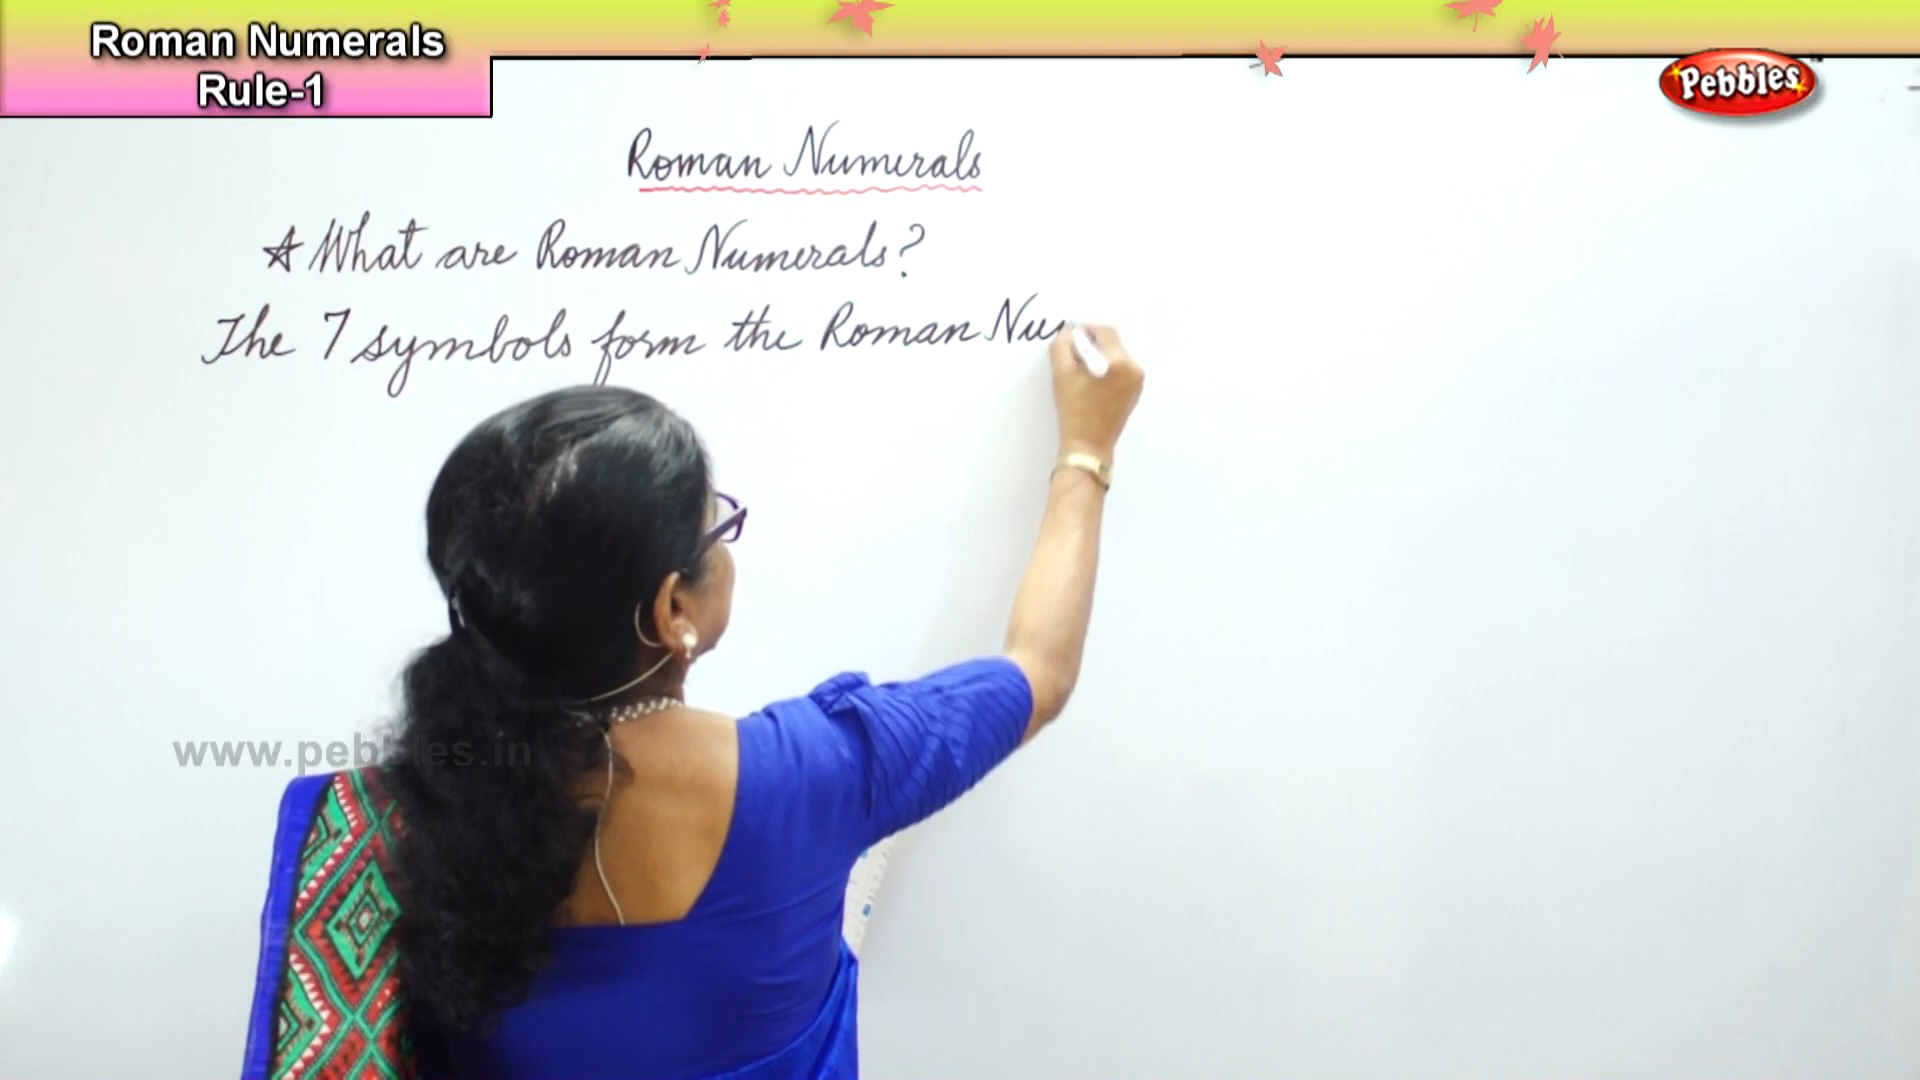 Roman Numerals
Rule-1
Pebbles
Roman Numerals
What are Roman Numerals?
The 7 symbols form the Roman Nu
www.pebbles.in